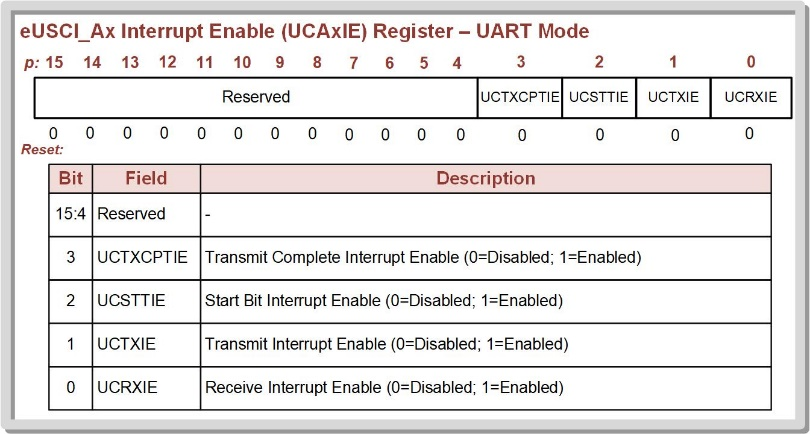 eUSCI_Ax Interrupt Enable (UCAxIE) Register – UART Mode
p: 15 14 13 12 11 10 9 8 7 6 5 4 3 2 1 0
Reserved UCTXCPTIE UCSTTIE UCTXIE UCRXIE
0 0 0 0 0 0 0 0 0 0 0 0 0 0 0 0
Reset:
Bit Field Description
15:4 Reserved -
3 UCTXCPTIE Transmit Complete Interrupt Enable (0=Disabled; 1=Enabled)
2 UCSTTIE Start Bit Interrupt Enable (0=Disabled; 1=Enabled)
1 UCTXIE Transmit Interrupt Enable (0=Disabled; 1=Enabled)
0 UCRXIE Receive Interrupt Enable (0=Disabled; 1=Enabled)